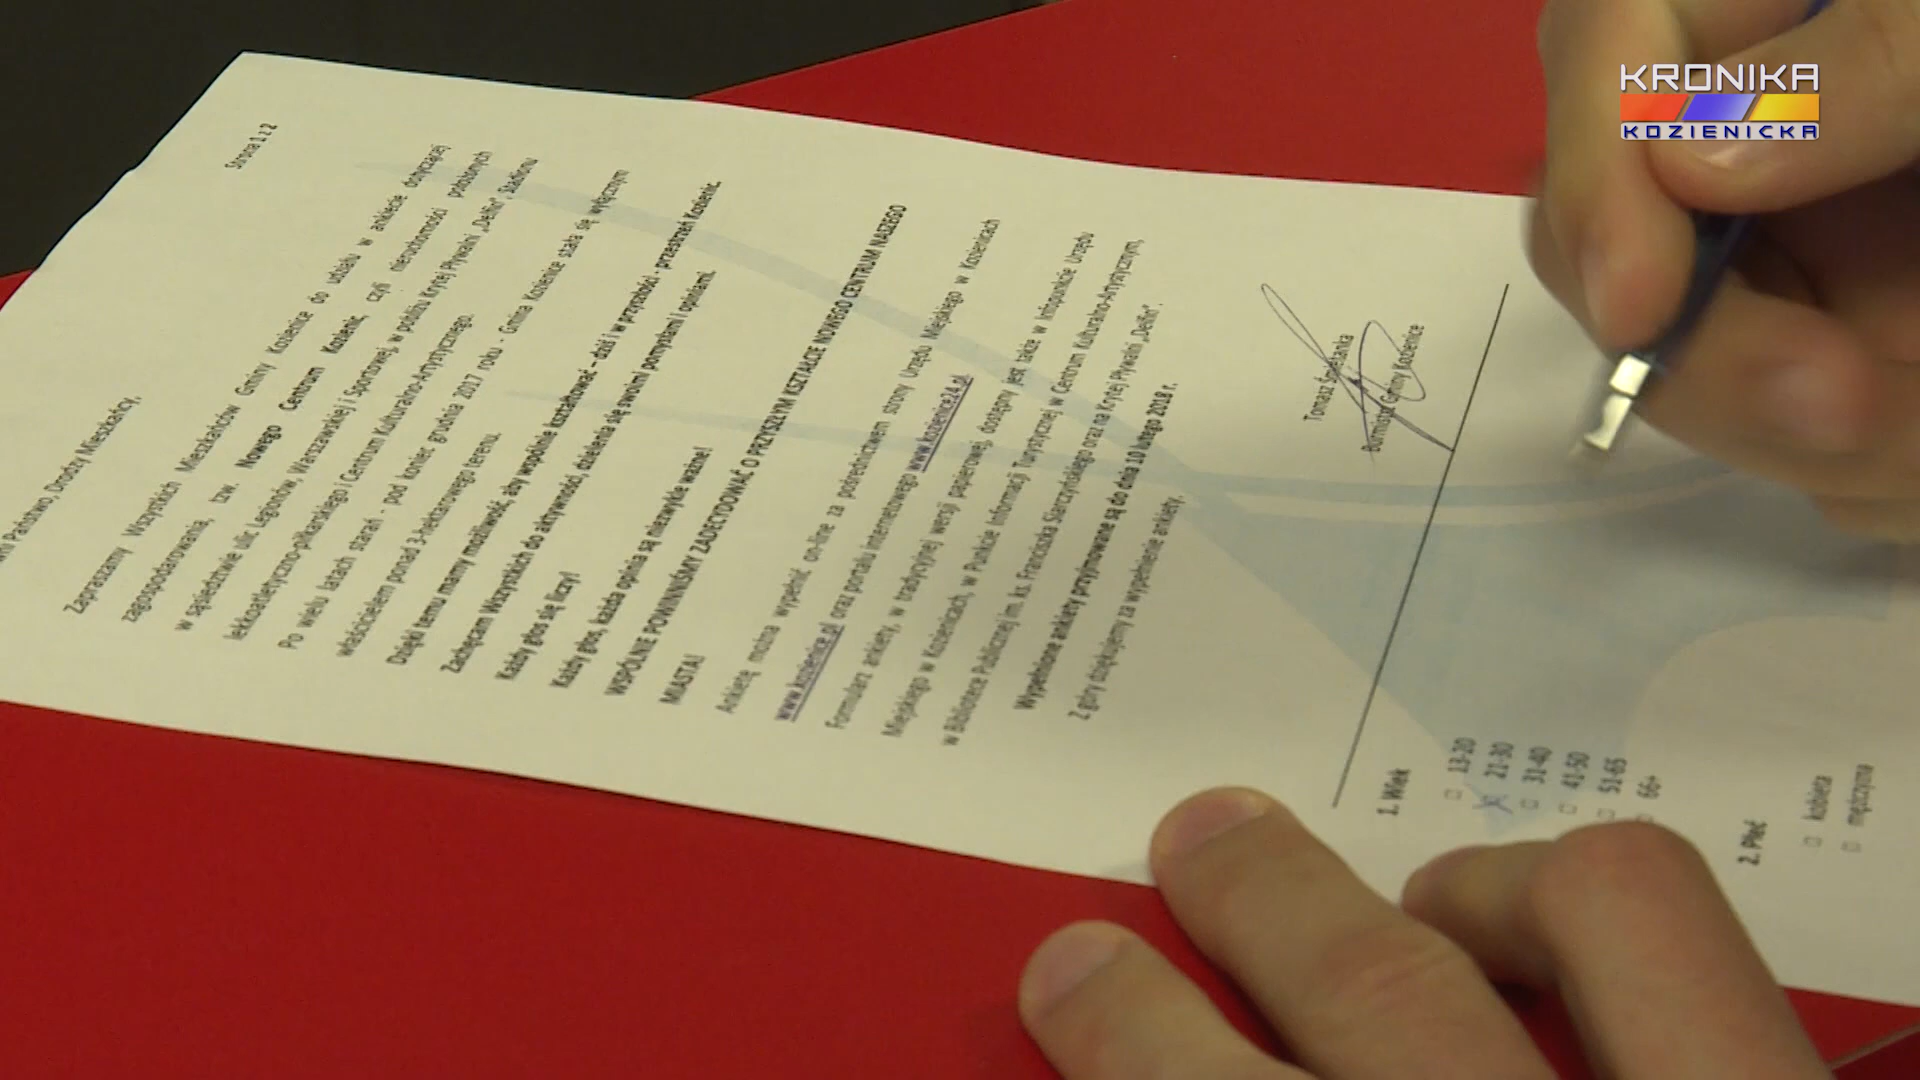 KRONIKA
KOZIENICKA
Strona 1 z 2
Państwo, Drodzy Mieszkańcy,
Zapraszamy Wszystkich Mieszkańców Gminy Kozienice do udziału w ankiecie dotyczącej
zagospodarowania, tzw. Nowego Centrum Kozienic, czyli nieruchomości położonych
w sąsiedztwie ulic Legionów, Warszawskiej i Sportowej, w pobliżu Krytej Pływalni „Delfin”, Stadionu
lekkoatletyczno-piłkarskiego i Centrum Kulturalno-Artystycznego.
Po wielu latach starań - pod koniec grudnia 2017 roku - Gmina Kozienice stała się wyłącznym
właścicielem ponad 3-hektarowego terenu.
Dzięki temu mamy możliwość, aby wspólnie kształtować – dziś i w przyszłości - przestrzeń Kozienic.
Zachęcam Wszystkich do aktywności, dzielenia się swoimi pomysłami i opiniami.
Każdy głos się liczy!
Każdy głos, każda opinia są niezwykle ważne!
WSPÓLNIE POWINNIŚMY ZADECYDOWAĆ O PRZYSZŁYM KSZTAŁCIE NOWEGO CENTRUM NASZEGO
MIASTA!
Ankietę można wypełnić on-line za pośrednictwem strony Urzędu Miejskiego w Kozienicach
www.kozienice.pl oraz portalu internetowego www.kozienice24.pl
Formularz ankiety, w tradycyjnej wersji papierowej, dostępny jest także w Infopunkcie Urzędu
Miejskiego w Kozienicach, w Punkcie Informacji Turystycznej w Centrum Kulturalno-Artystycznym,
w Bibliotece Publicznej im. ks. Franciszka Siarczyńskiego oraz na Krytej Pływalni „Delfin”.
Wypełnione ankiety przyjmowane są do dnia 10 lutego 2018 r.
Z góry dziękujemy za wypełnienie ankiety,
Tomasz
Burmistrz Gminy Kozienice
1. Wiek
13-20
21-30
31-40
41-50
51-65
66+
2. Płeć
kobieta
mężczyzna